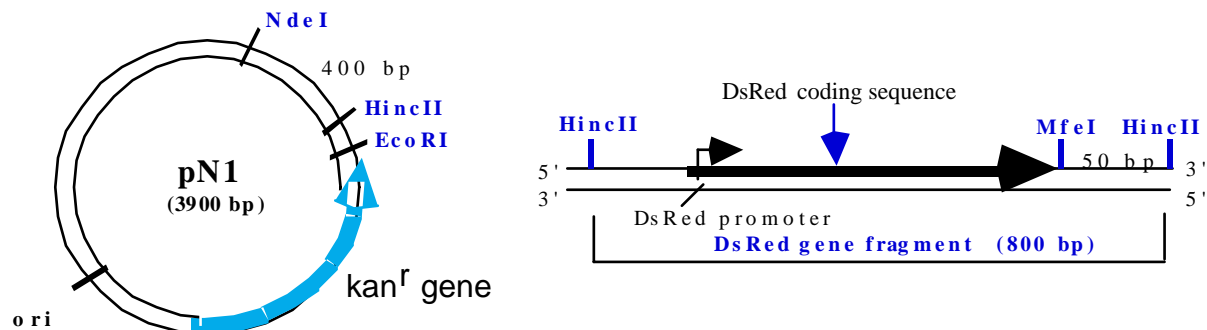 NdeI
400 bp
HincII
EcoRI
pN1
(3900 bp)
kanʳ gene
ori
DsRed coding sequence
HincII
MfeI
HincII
50 bp
5'
3'
3'
5'
DsRed promoter
DsRed gene fragment (800 bp)